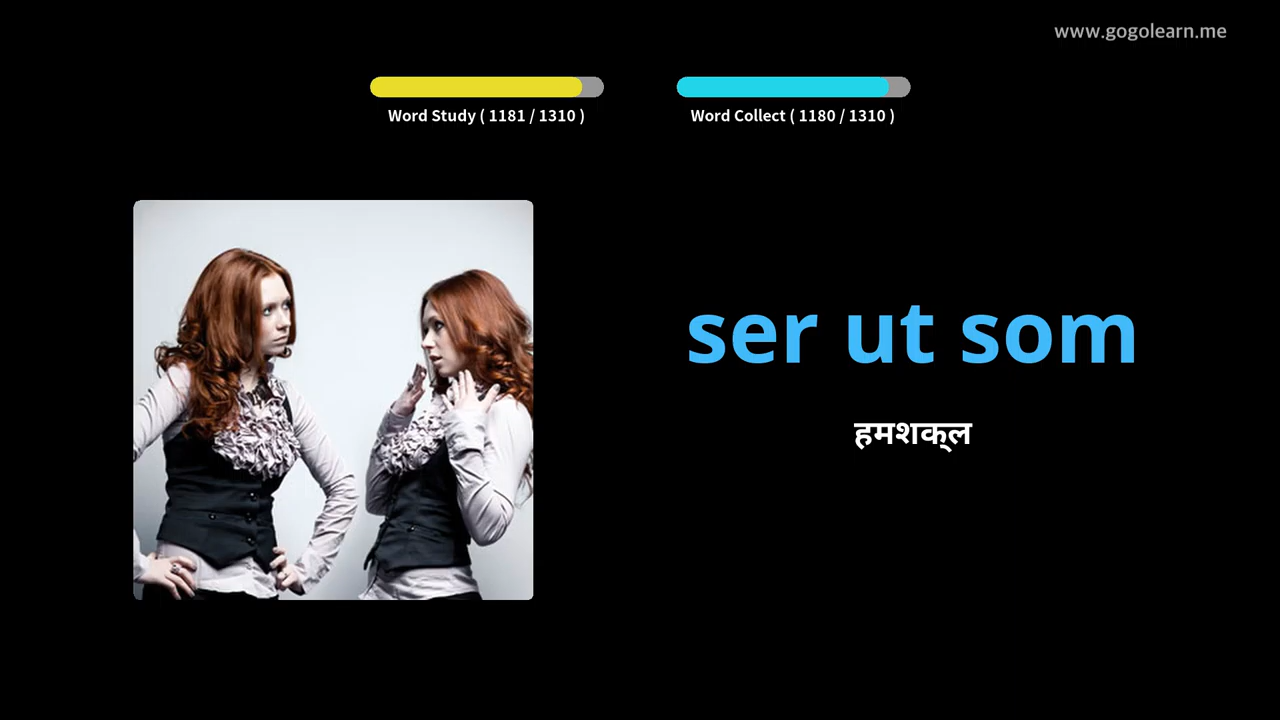 www.gogolearn.me
Word Study ( 1181 / 1310 )
Word Collect ( 1180 / 1310 )
ser ut som
हमशक्ल